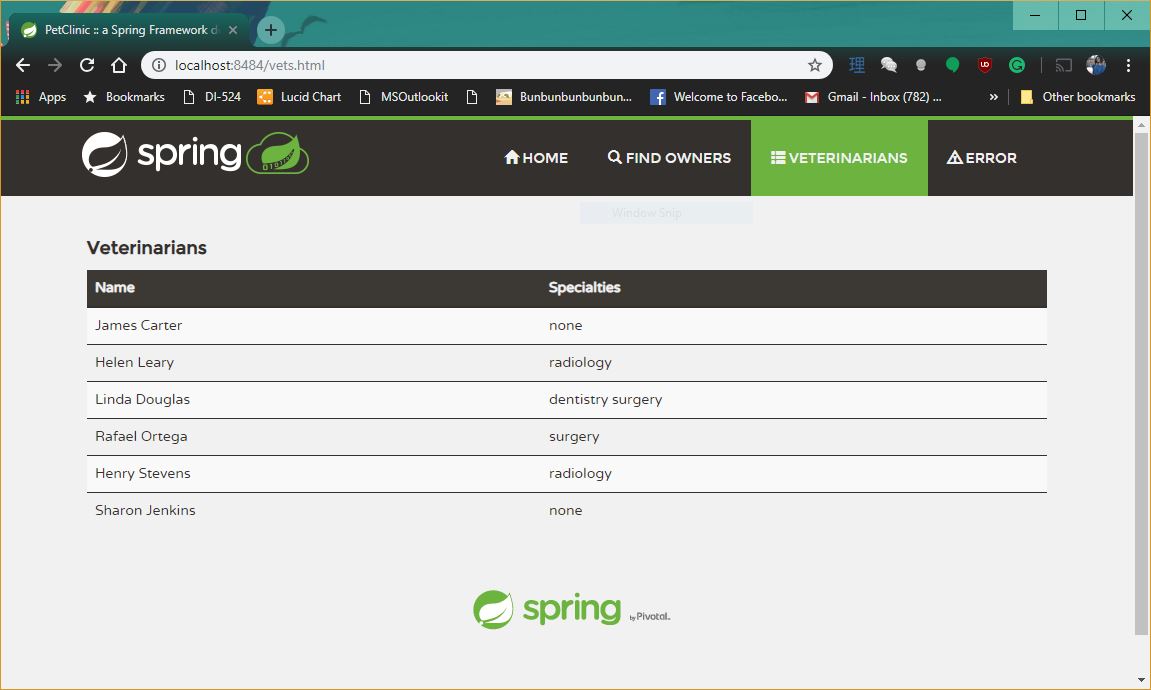 PetClinic :: a Spring Framework d
localhost:8484/vets.html
理
UD
Apps Bookmarks DI-524 Lucid Chart MSOutlookit Bunbunbunbunbun... Welcome to Facebo... Gmail - Inbox (782) ... » Other bookmarks
spring HOME FIND OWNERS VETERINARIANS ERROR
Window Snip
Veterinarians
Name Specialties
James Carter none
Helen Leary radiology
Linda Douglas dentistry surgery
Rafael Ortega surgery
Henry Stevens radiology
Sharon Jenkins none
spring by Pivotal